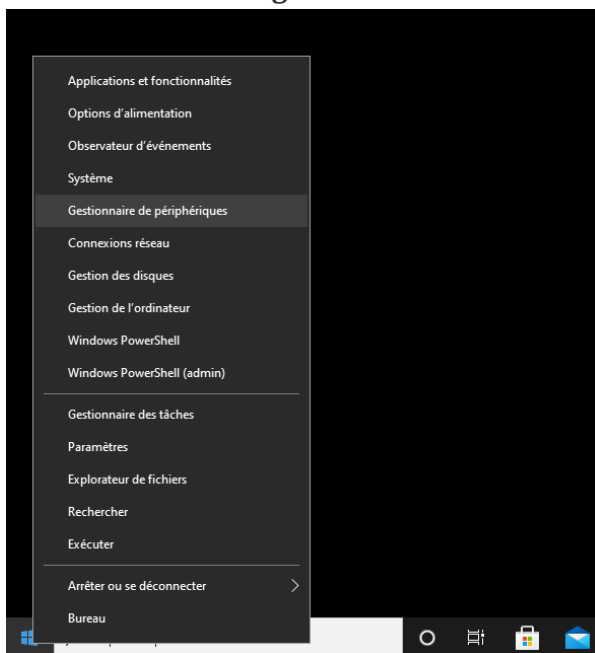 Applications et fonctionnalités
Options d'alimentation
Observateur d'événements
Système
Gestionnaire de périphériques
Connexions réseau
Gestion des disques
Gestion de l'ordinateur
Windows PowerShell
Windows PowerShell (admin)
Gestionnaire des tâches
Paramètres
Explorateur de fichiers
Rechercher
Exécuter
Arrêter ou se déconnecter
Bureau